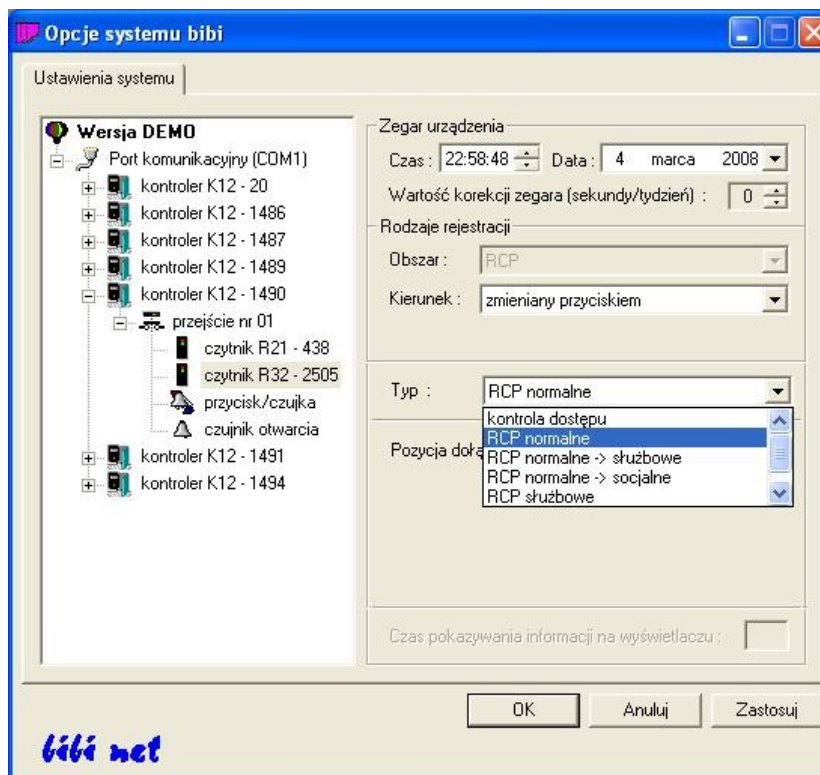 Opcje systemu bibi
Ustawienia systemu
Wersja DEMO
Port komunikacyjny (COM1)
kontroler K12 - 20
kontroler K12 - 1486
kontroler K12 - 1487
kontroler K12 - 1489
kontroler K12 - 1490
przejście nr 01
czytnik R21 - 438
czytnik R32 - 2505
przycisk/czujka
czujnik otwarcia
kontroler K12 - 1491
kontroler K12 - 1494
Zegar urządzenia
Czas : 22:58:48 Data : 4 marca 2008
Wartość korekcji zegara (sekundy/tydzień) : 0
Rodzaje rejestracji
Obszar : RCP
Kierunek : zmieniany przyciskiem
Typ : RCP normalne
kontrola dostępu
RCP normalne
Pozycja
RCP normalne -> służbowe
RCP normalne -> socjalne
RCP służbowe
Czas pokazywania informacji na wyświetlaczu :
OK Anuluj Zastosuj
bibi net